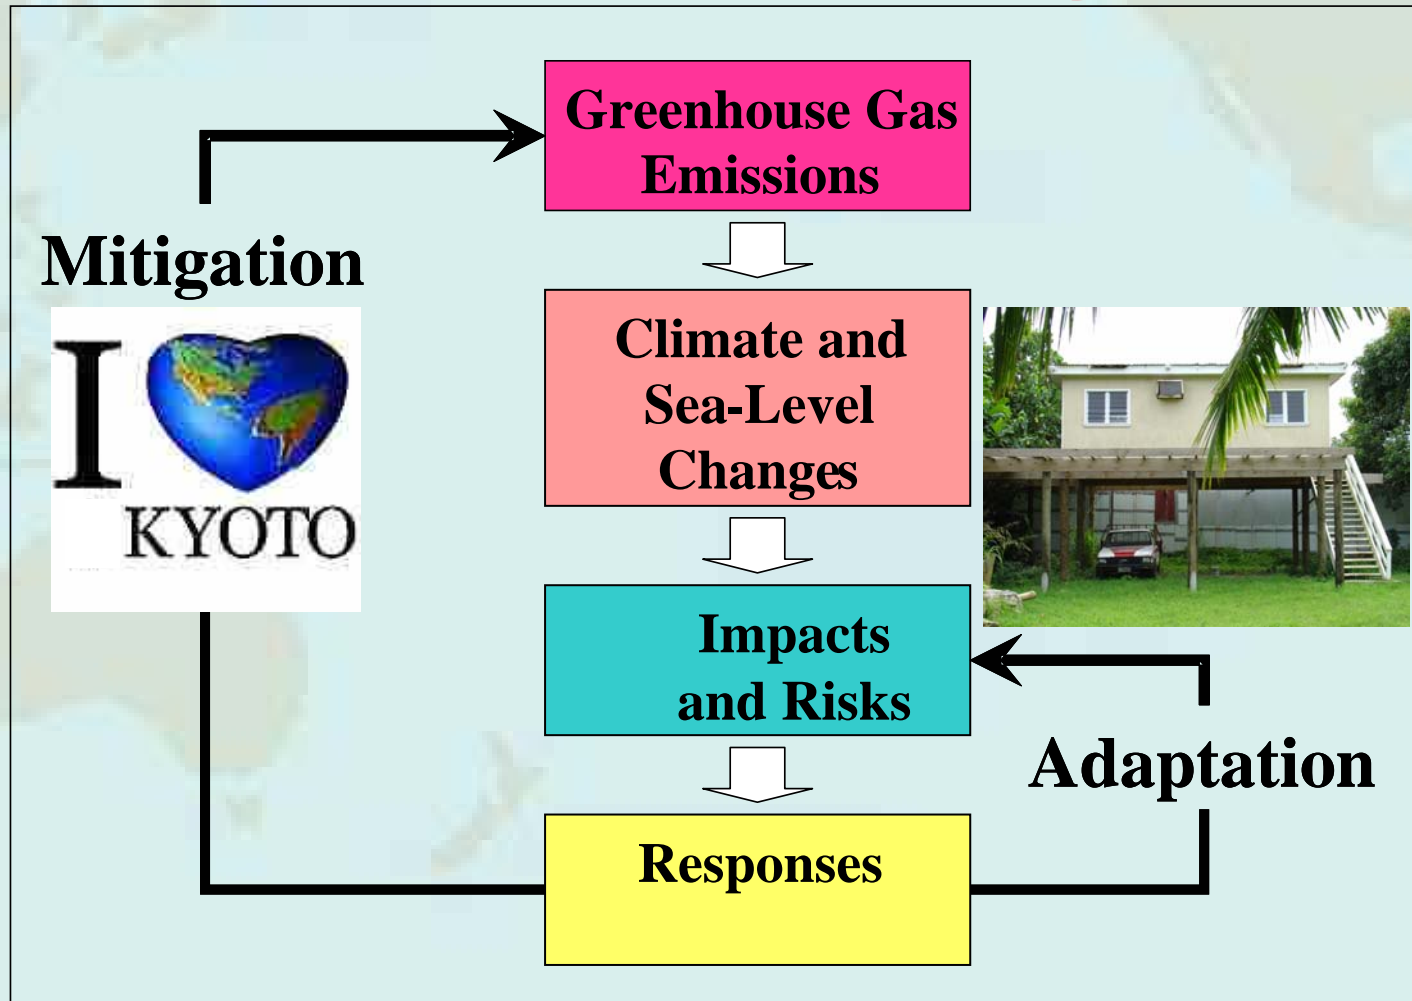 Greenhouse Gas
Emissions
Mitigation
I
KYOTO
Climate and
Sea-Level
Changes
Impacts
and Risks
Adaptation
Responses